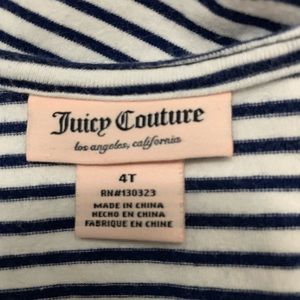 Juicy Couture
los angeles, california
4T
RN#130323
MADE IN CHINA
HECHO EN CHINA
FABRIQUE EN CHINE